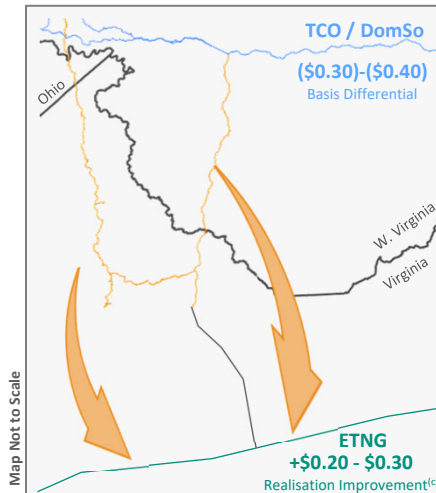 TCO / DomSo
($0.30)-($0.40)
Basis Differential
Ohio
W. Virginia
Virginia
Map Not to Scale
ETNG
+$0.20 - $0.30
Realisation Improvement(c